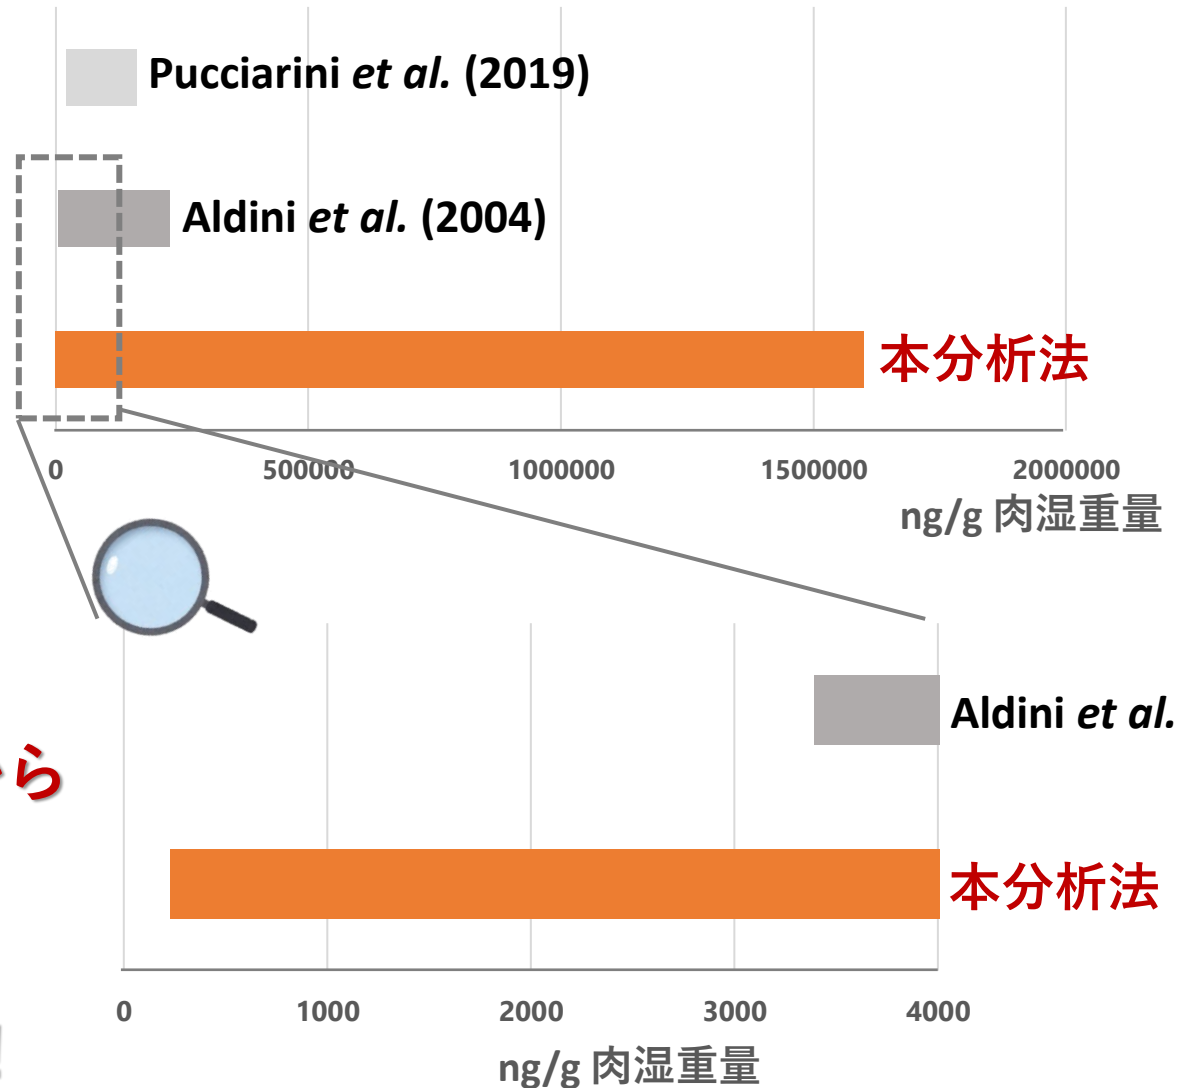 Pucciarini et al. (2019)
Aldini et al. (2004)
本分析法
0 500000 1000000 1500000 2000000
ng/g 肉湿重量
Aldini et al.
ら
本分析法
0 1000 2000 3000 4000
ng/g 肉湿重量